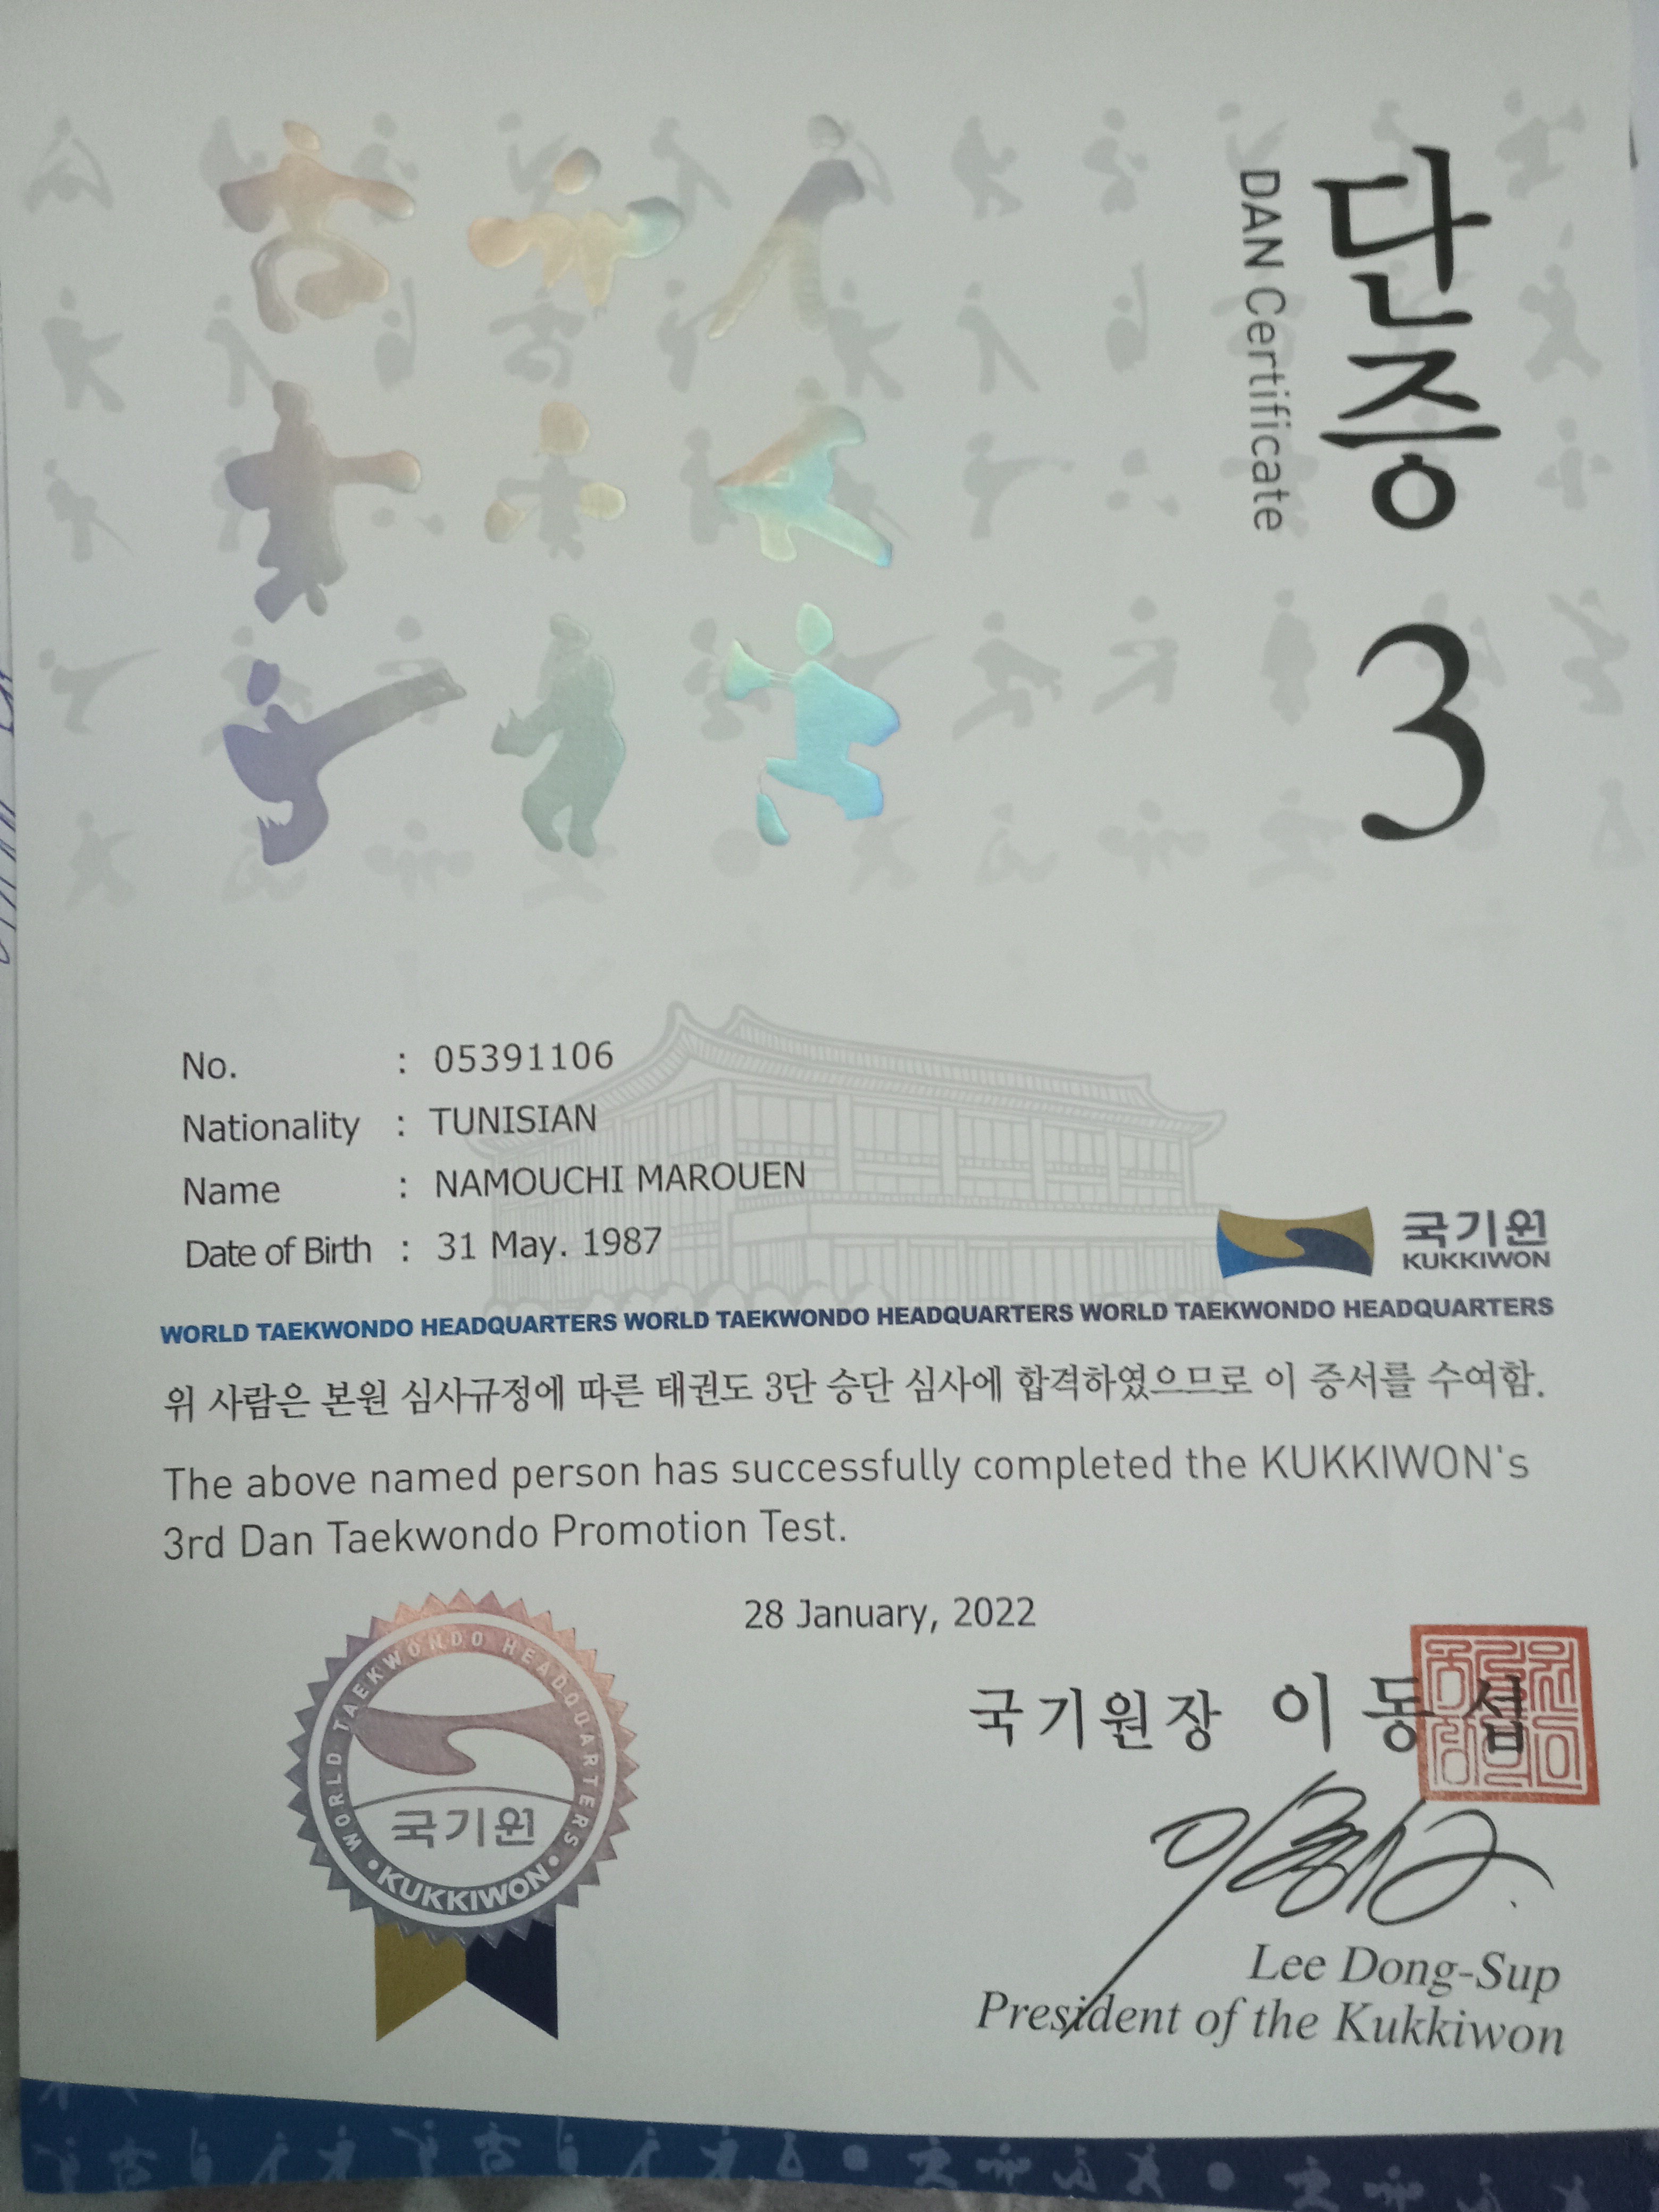 단증 3
DAN Certificate
No. : 05391106
Nationality : TUNISIAN
Name : NAMOUCHI MAROUEN
Date of Birth : 31 May. 1987
국기원
KUKKIWON
WORLD TAEKWONDO HEADQUARTERS WORLD TAEKWONDO HEADQUARTERS WORLD TAEKWONDO HEADQUARTERS
위 사람은 본원 심사규정에 따른 태권도 3단 승단 심사에 합격하였으므로 이 증서를 수여함.
The above named person has successfully completed the KUKKIWON's
3rd Dan Taekwondo Promotion Test.
28 January, 2022
WORLD TAEKWONDO HEADQUARTERS
국기원
• KUKKIWON •
국기원장 이동섭
Lee Dong-Sup
President of the Kukkiwon